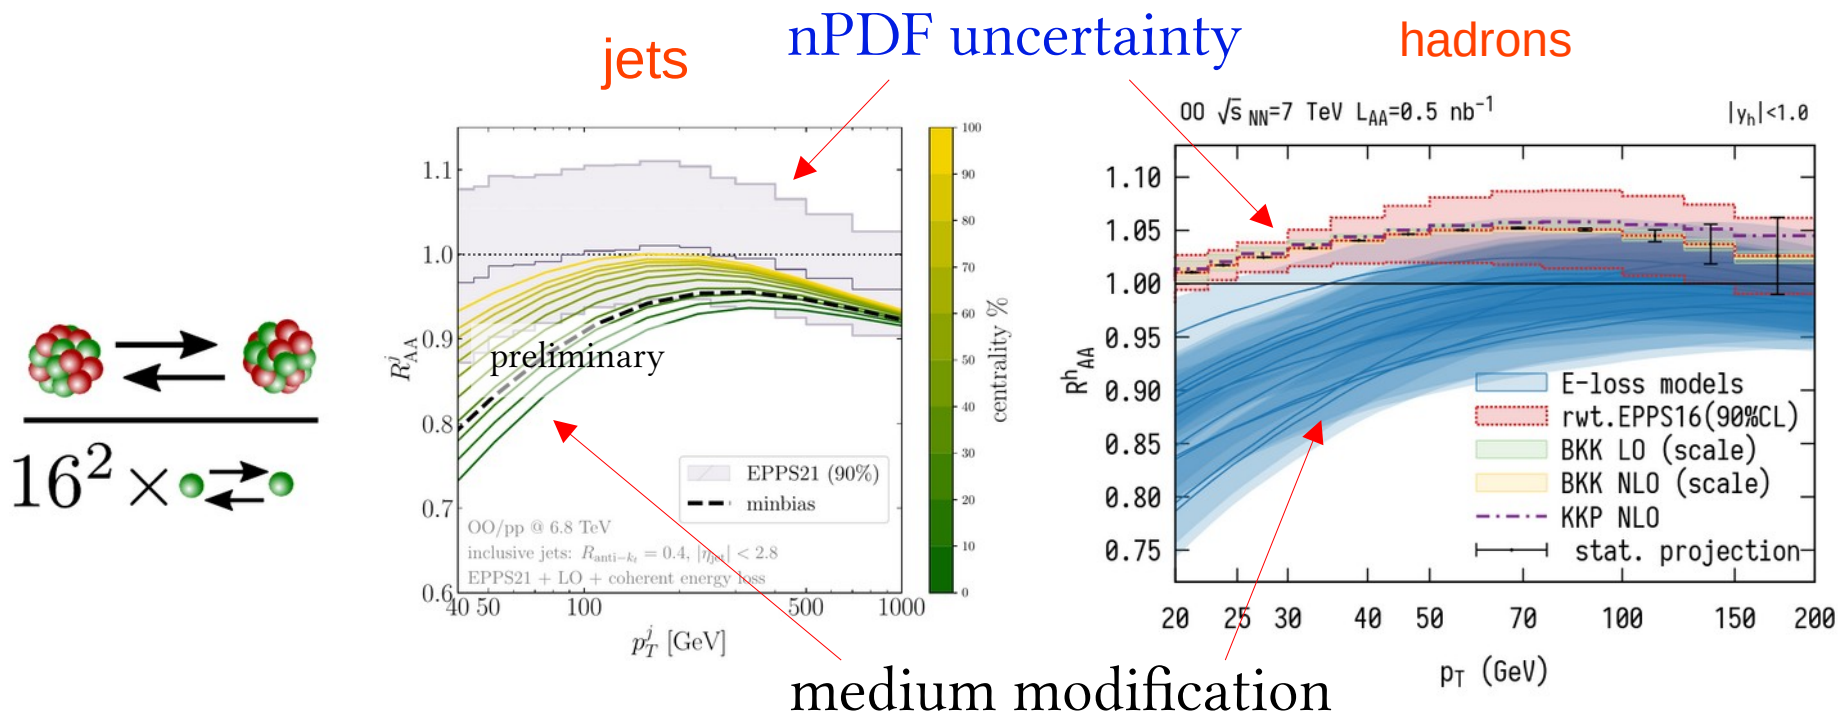 jets
nPDF uncertainty
hadrons
16² ×
1.1
1.0
0.9
0.8
0.7
0.6
R^j_AA
preliminary
EPPS21 (90%)
minbias
OO/pp @ 6.8 TeV
inclusive jets: R_anti−k_t = 0.4, |η_jet| < 2.8
EPPS21 + LO + coherent energy loss
40 50 100 500 1000
p^j_T [GeV]
100
90
80
70
60
50
40
30
20
10
0
centrality %
OO √s NN=7 TeV L_AA=0.5 nb⁻¹ |y_h|<1.0
1.10
1.05
1.00
0.95
0.90
0.85
0.80
0.75
R^h_AA
E-loss models
rwt.EPPS16(90%CL)
BKK LO (scale)
BKK NLO (scale)
KKP NLO
stat. projection
20 25 30 40 50 70 100 150 200
p_T (GeV)
medium modification